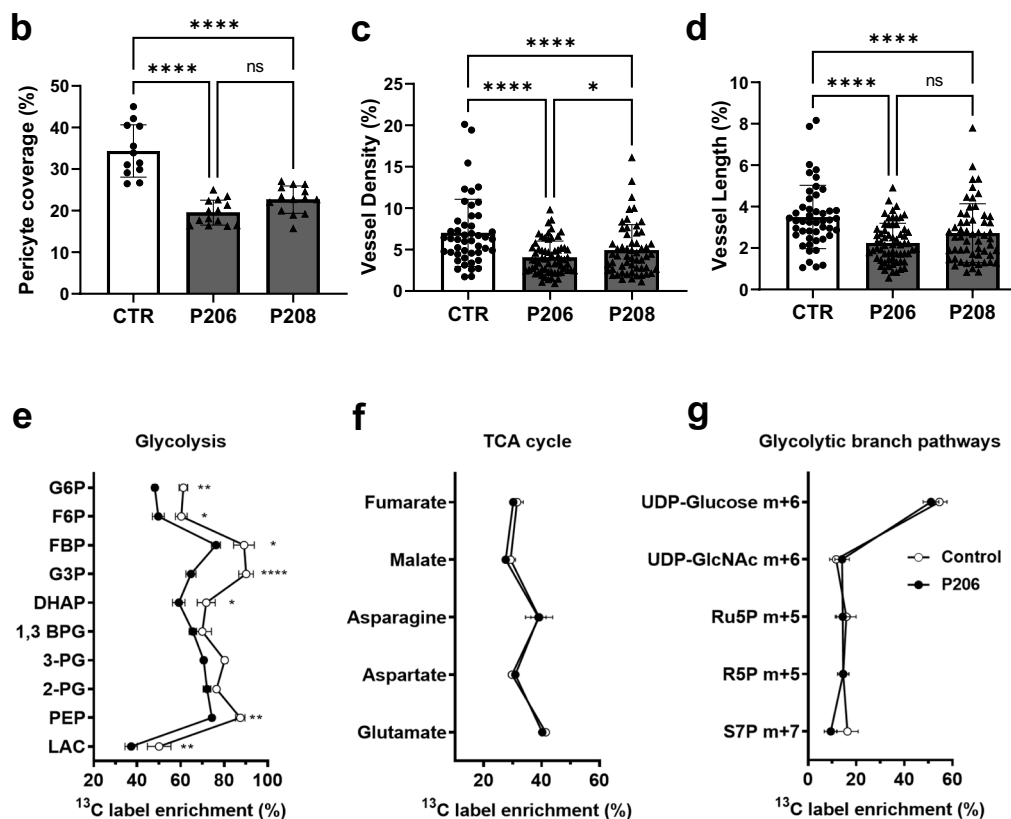 b
****
****
ns
Pericyte coverage (%)
50
40
30
20
10
0
CTR
P206
P208
c
****
****
*
Vessel Density (%)
25
20
15
10
5
0
CTR
P206
P208
d
****
****
ns
Vessel Length (%)
10
8
6
4
2
0
CTR
P206
P208
e
Glycolysis
G6P
**
F6P
*
FBP
*
G3P
****
DHAP
*
1,3 BPG
3-PG
2-PG
PEP
**
LAC
**
20 40 60 80 100
13C label enrichment (%)
f
TCA cycle
Fumarate
Malate
Asparagine
Aspartate
Glutamate
20 40 60
13C label enrichment (%)
g
Glycolytic branch pathways
UDP-Glucose m+6
UDP-GlcNAc m+6
Ru5P m+5
R5P m+5
S7P m+7
Control
P206
0 20 40 60
13C label enrichment (%)